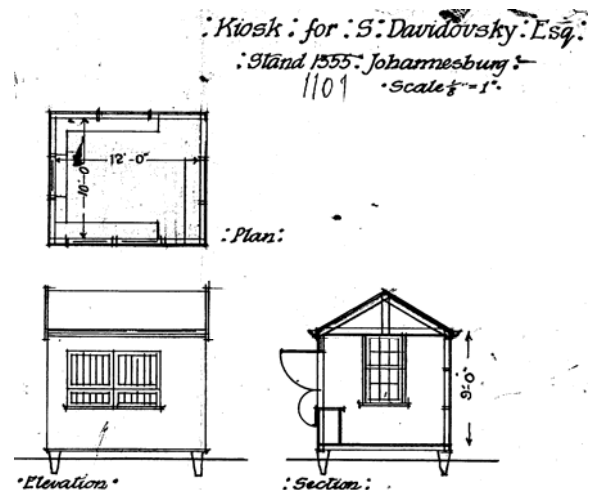 :Kiosk: for: S: Davidovsky: Esq:
:Stand 1355: Johannesburg:-
1101
·Scale ⅛"=1'·
12'-0"
10'-0"
:Plan:
9'-0"
·Elevation·
:Section: